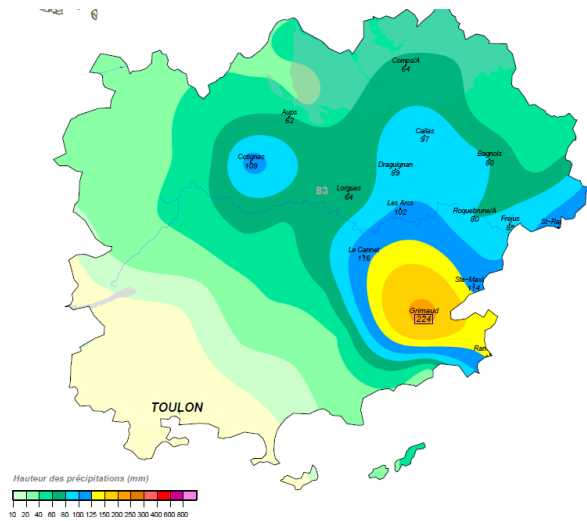 Comps/A
64
Aups
62
Callas
97
Bagnols
80
Cotignac
109
Draguignan
89
83
Lorgues
64
Les Arcs
102
Roquebrune/A
80
Frejus
St-Ra
Le Cannet
116
Ste-Maxi
114
Grimaud
224
Ram
TOULON
Hauteur des précipitations (mm)
10 20 40 60 80 100 125 150 200 250 300 400 600 800